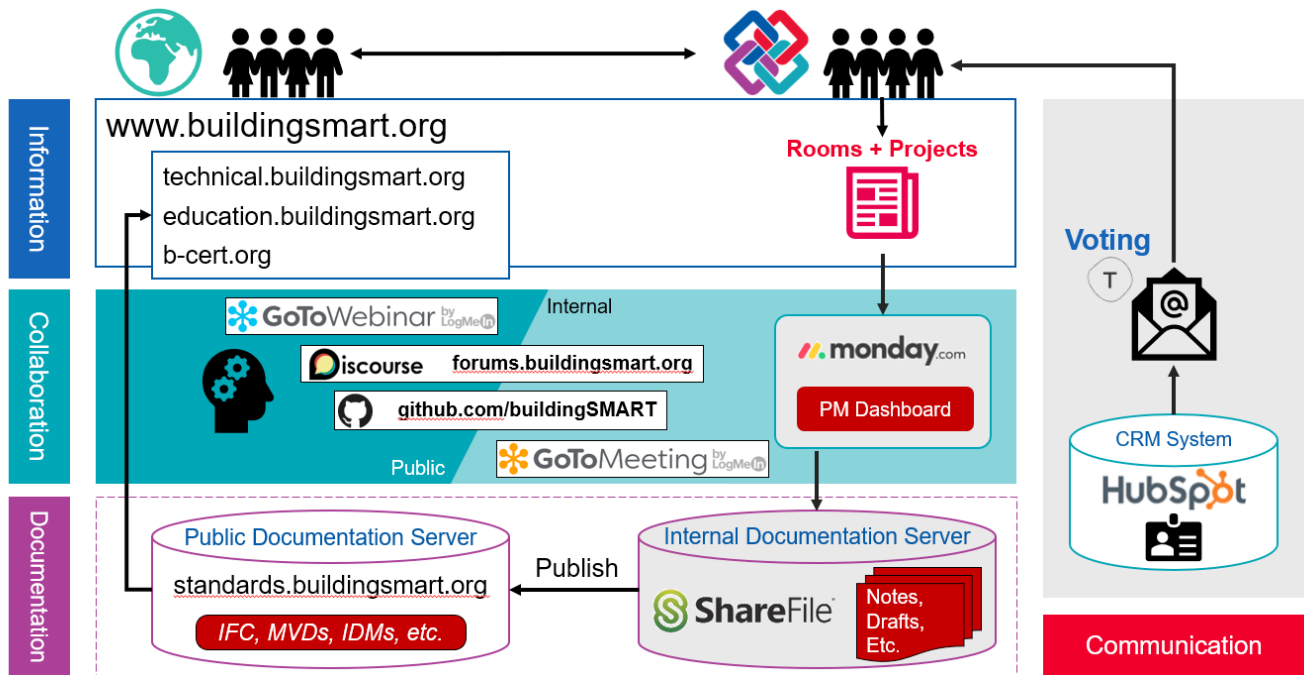 Information
www.buildingsmart.org
technical.buildingsmart.org
education.buildingsmart.org
b-cert.org
Rooms + Projects
Collaboration
GoToWebinar by LogMeIn
Internal
Discourse forums.buildingsmart.org
github.com/buildingSMART
Public
GoToMeeting by LogMeIn
monday.com
PM Dashboard
Documentation
Public Documentation Server
standards.buildingsmart.org
IFC, MVDs, IDMs, etc.
Publish
Internal Documentation Server
ShareFile
Notes,
Drafts,
Etc.
Voting
T
@
CRM System
HubSpot
Communication